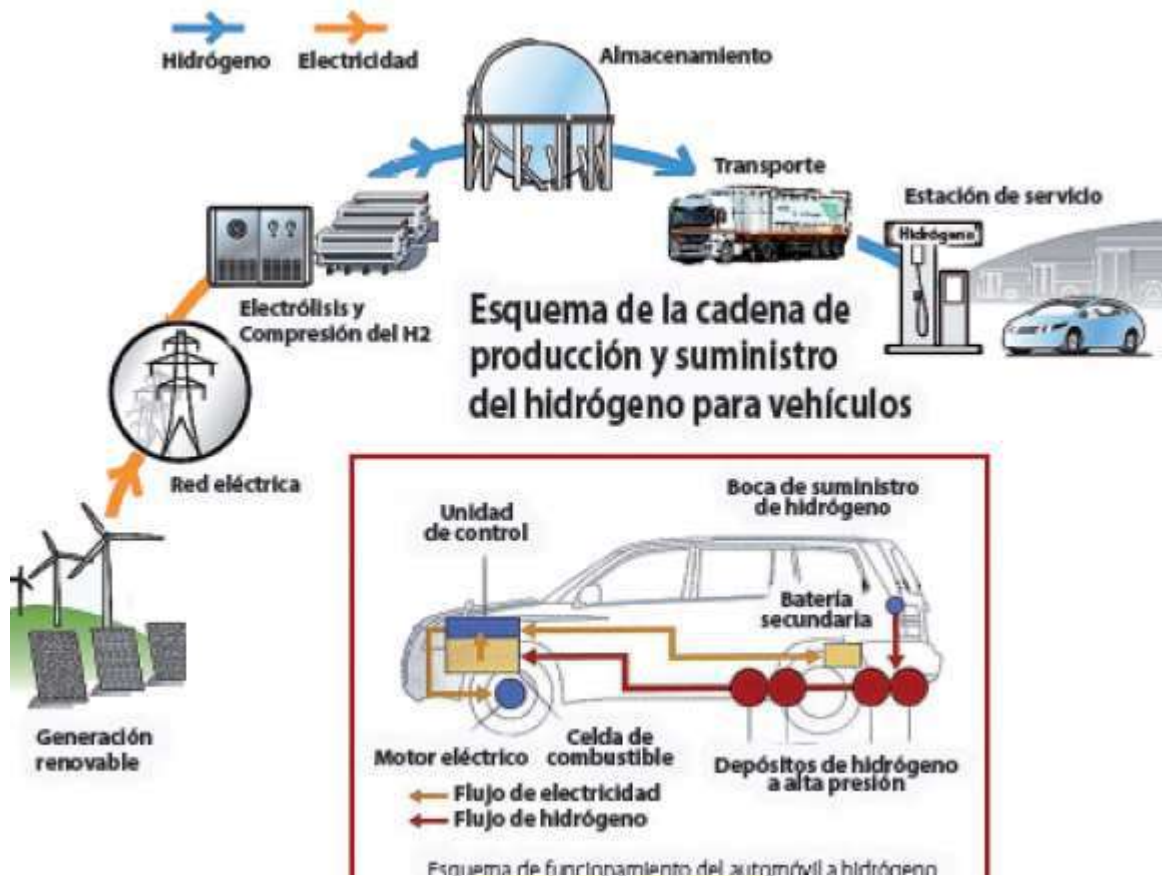 Hidrógeno
Electricidad
Almacenamiento
Transporte
Estación de servicio
Hidrógeno
Electrólisis y
Compresión del H2
Esquema de la cadena de
producción y suministro
del hidrógeno para vehículos
Red eléctrica
Generación
renovable
Unidad
de control
Boca de suministro
de hidrógeno
Batería
secundaria
Motor eléctrico
Celda de
combustible
Depósitos de hidrógeno
a alta presión
Flujo de electricidad
Flujo de hidrógeno
Esquema de funcionamiento del automóvil a hidrógeno